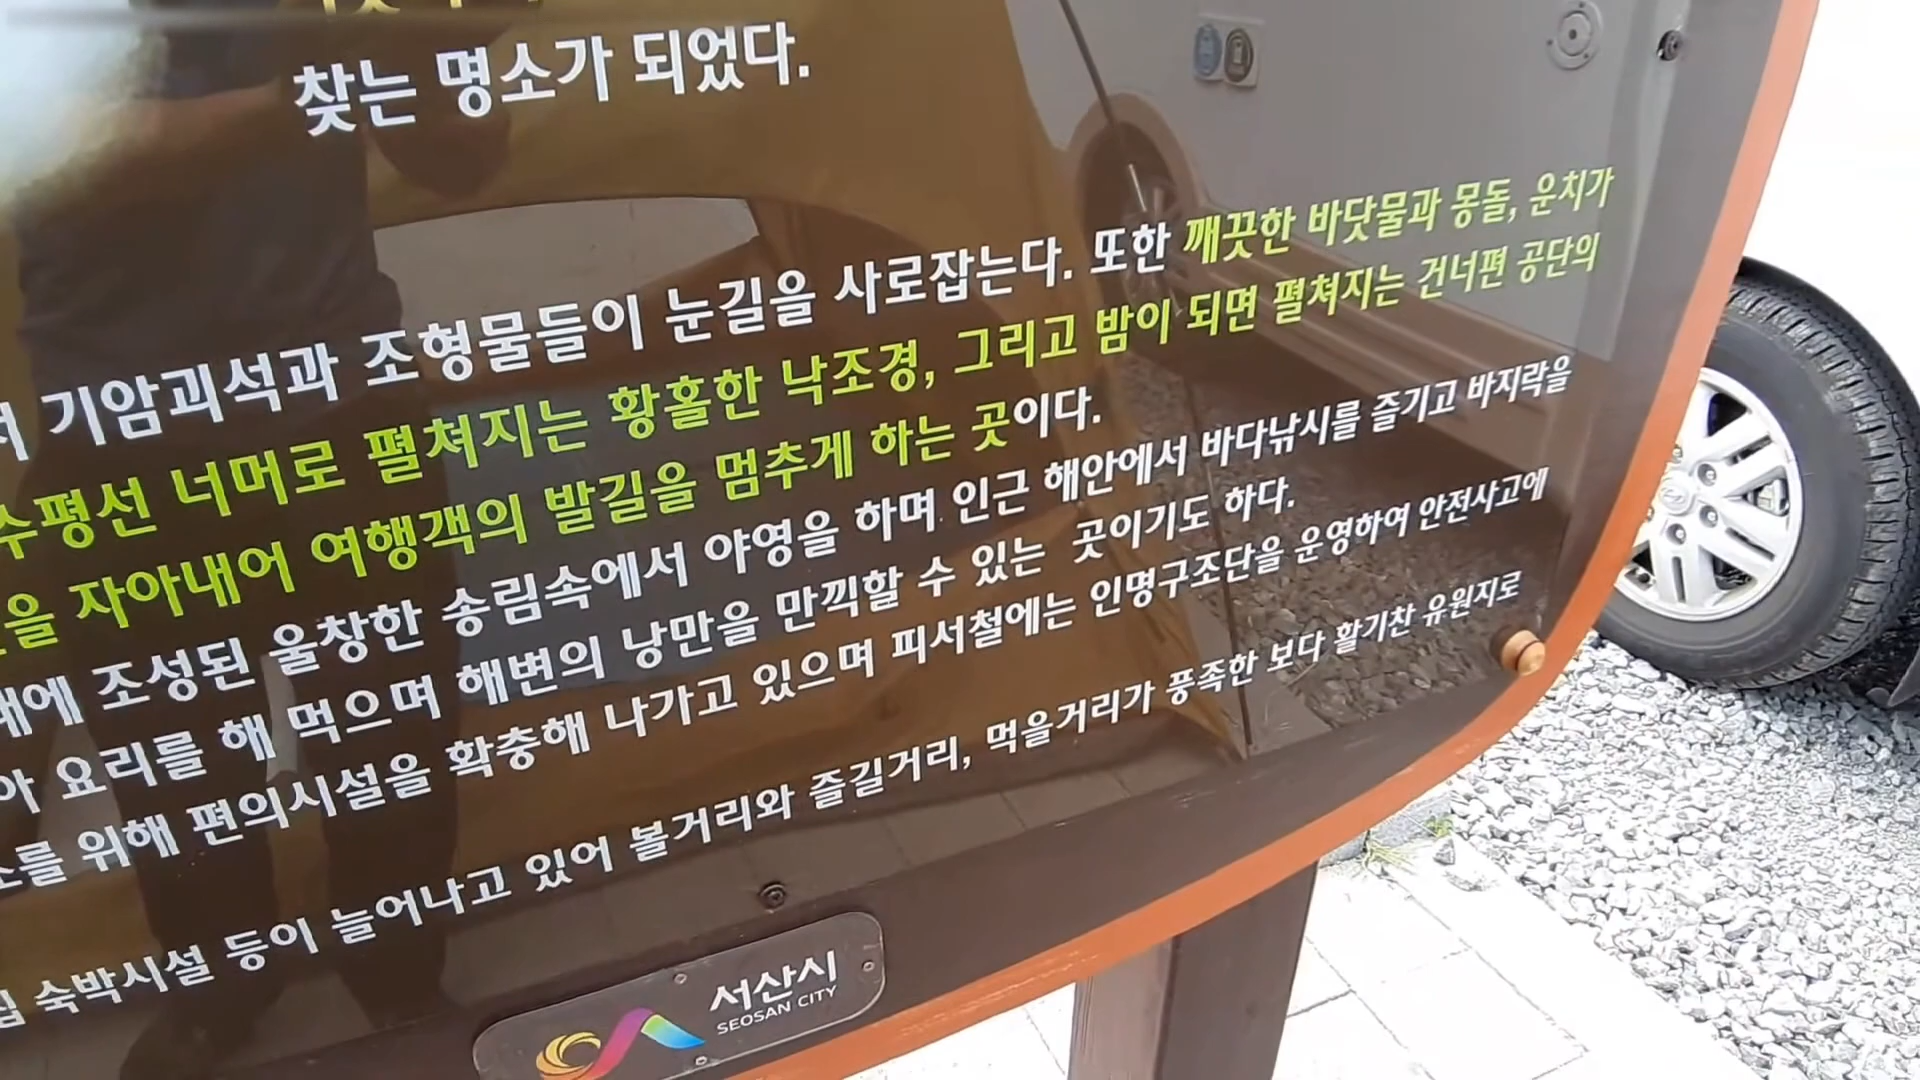 찾는 명소가 되었다.
기암괴석과 조형물들이 눈길을 사로잡는다. 또한 깨끗한 바닷물과 몽돌, 운치가
수평선 너머로 펼쳐지는 황홀한 낙조경, 그리고 밤이 되면 펼쳐지는 건너편 공단의
을 자아내어 여행객의 발길을 멈추게 하는 곳이다.
조성된 울창한 송림속에서 야영을 하며 인근 해안에서 바다낚시를 즐기고 바지락을
요리를 해 먹으며 해변의 낭만을 만끽할 수 있는 곳이기도 하다.
를 위해 편의시설을 확충해 나가고 있으며 피서철에는 인명구조단을 운영하여 안전사고에
숙박시설 등이 늘어나고 있어 볼거리와 즐길거리, 먹을거리가 풍족한 보다 활기찬 유원지로
서산시
SEOSAN CITY